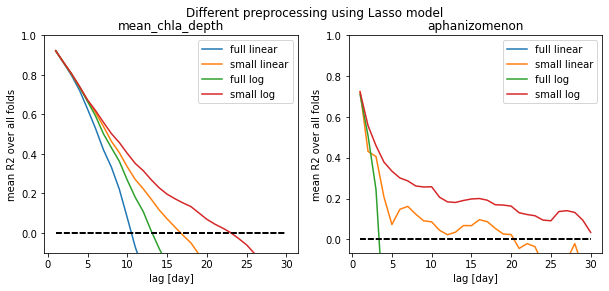 Different preprocessing using Lasso model
mean_chla_depth
mean R2 over all folds
1.0
0.8
0.6
0.4
0.2
0.0
0
5
10
15
20
25
30
lag [day]
full linear
small linear
full log
small log
aphanizomenon
mean R2 over all folds
1.0
0.8
0.6
0.4
0.2
0.0
0
5
10
15
20
25
30
lag [day]
full linear
small linear
full log
small log